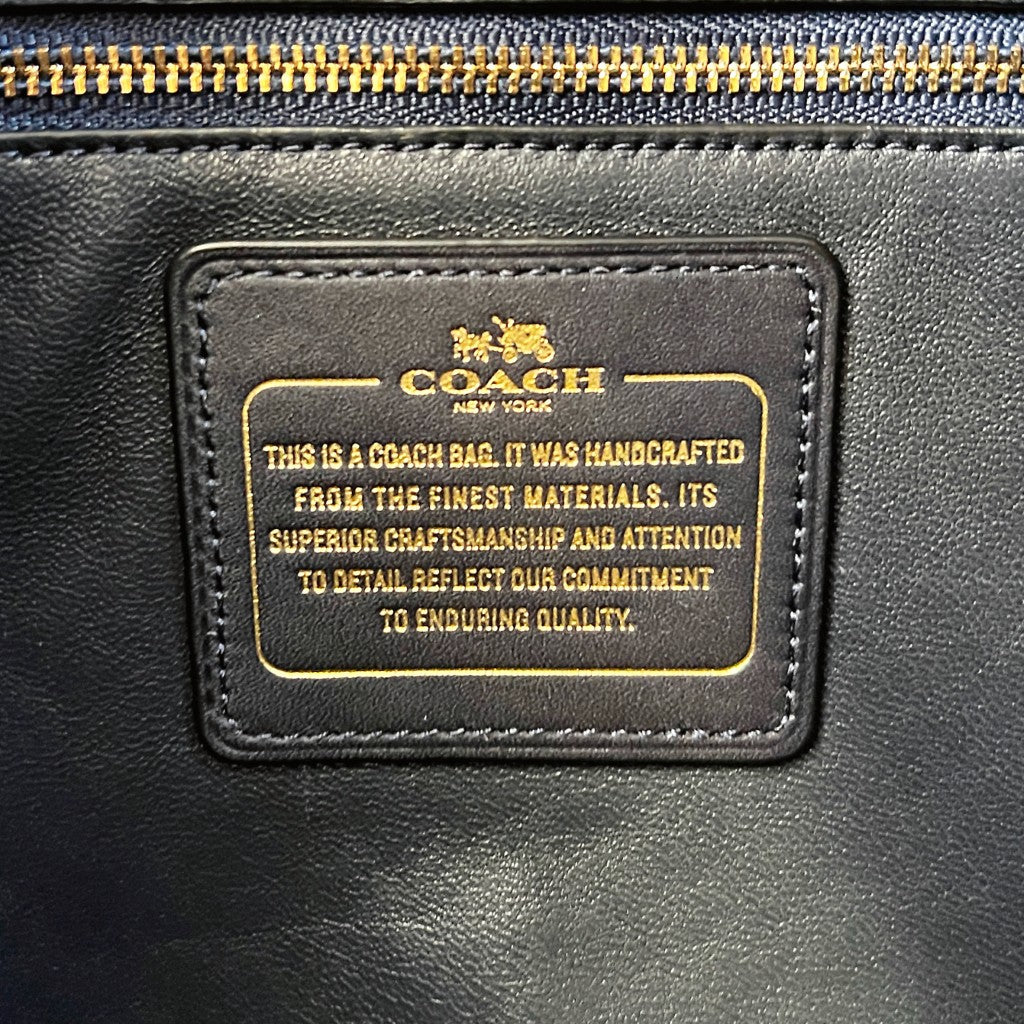 COACH
NEW YORK
THIS IS A COACH BAG. IT WAS HANDCRAFTED
FROM THE FINEST MATERIALS. ITS
SUPERIOR CRAFTSMANSHIP AND ATTENTION
TO DETAIL REFLECT OUR COMMITMENT
TO ENDURING QUALITY.